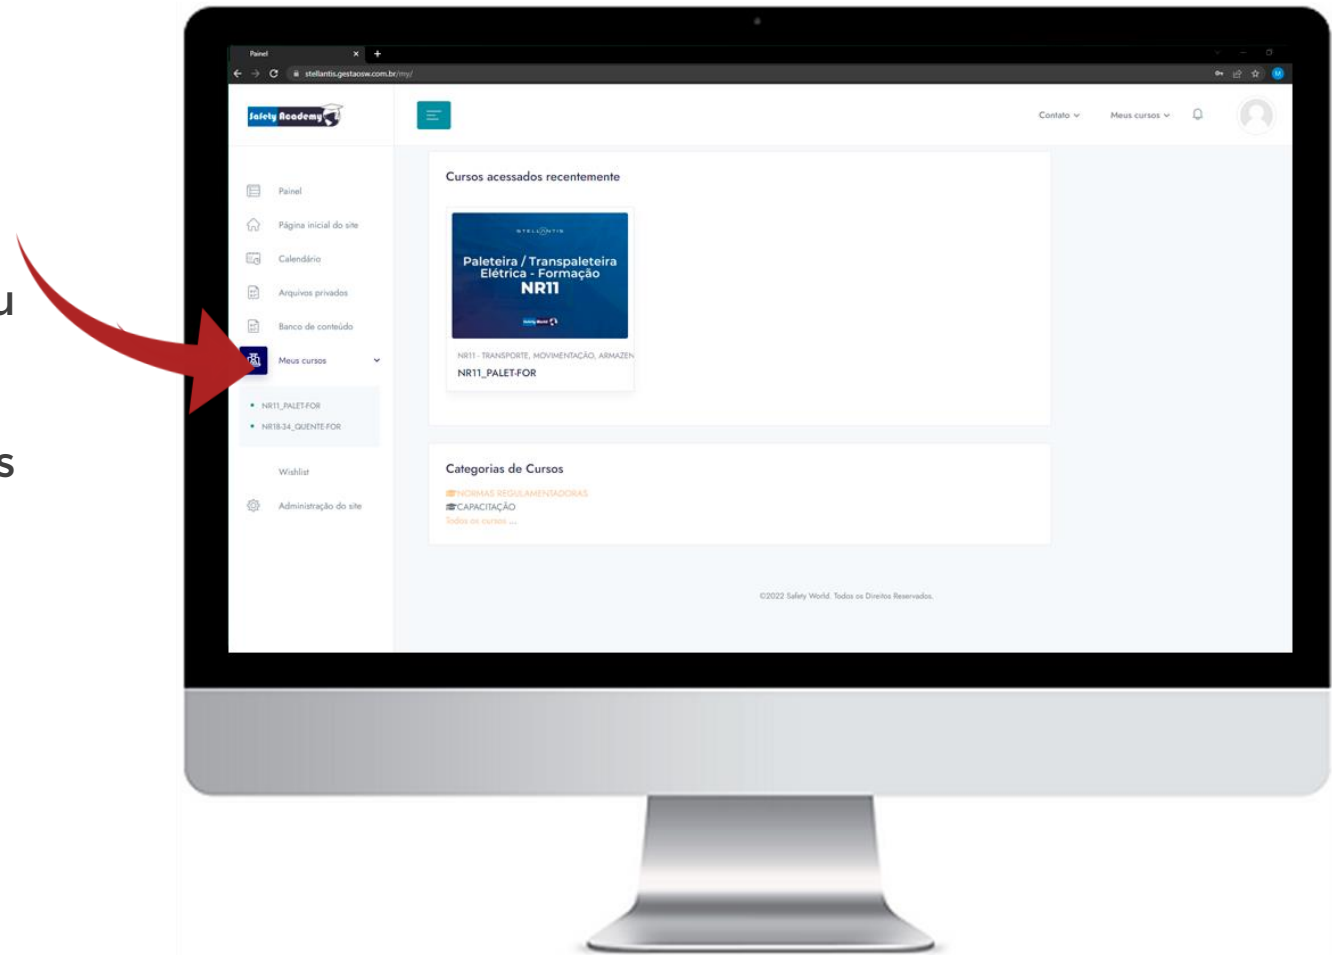 Painel
stellantis.gestaosw.com.br/my/
M
Safety Academy
Contato
Meus cursos
Painel
Página inicial do site
Calendário
Arquivos privados
Banco de conteúdo
Meus cursos
NR11_PALET-FOR
NR18-34_QUENTE-FOR
Wishlist
Administração do site
u
s
Cursos acessados recentemente
STELLANTIS
Paleteira / Transpaleteira
Elétrica - Formação
NR11
Safety World
NR11 - TRANSPORTE, MOVIMENTAÇÃO, ARMAZEN
NR11_PALET-FOR
Categorias de Cursos
NORMAS REGULAMENTADORAS
CAPACITAÇÃO
Todos os cursos ...
©2022 Safety World. Todos os Direitos Reservados.